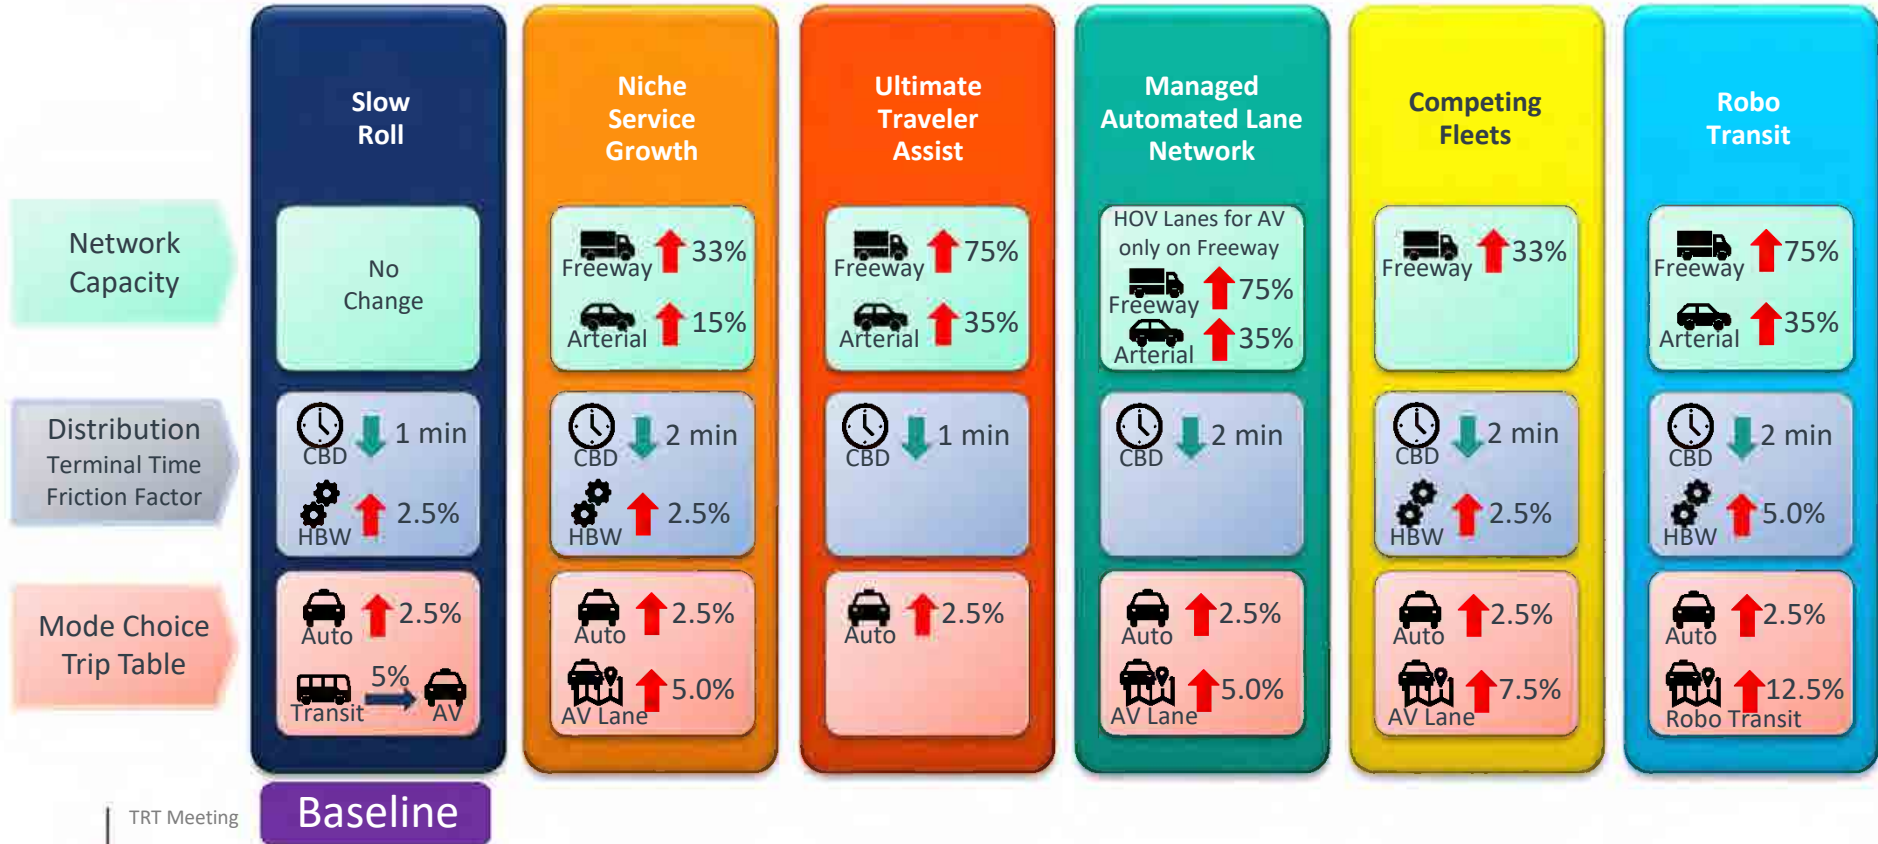 Slow
Roll
Niche
Service
Growth
Ultimate
Traveler
Assist
Managed
Automated Lane
Network
Competing
Fleets
Robo
Transit
Network
Capacity
No
Change
33%
Freeway
15%
Arterial
75%
Freeway
35%
Arterial
HOV Lanes for AV
only on Freeway
75%
Freeway
35%
Arterial
33%
Freeway
75%
Freeway
35%
Arterial
Distribution
Terminal Time
Friction Factor
1 min
CBD
2.5%
HBW
2 min
CBD
2.5%
HBW
1 min
CBD
2 min
CBD
2 min
CBD
2.5%
HBW
2 min
CBD
5.0%
HBW
Mode Choice
Trip Table
2.5%
Auto
5%
Transit AV
2.5%
Auto
5.0%
AV Lane
2.5%
Auto
2.5%
Auto
5.0%
AV Lane
2.5%
Auto
7.5%
AV Lane
2.5%
Auto
12.5%
Robo Transit
TRT Meeting
Baseline